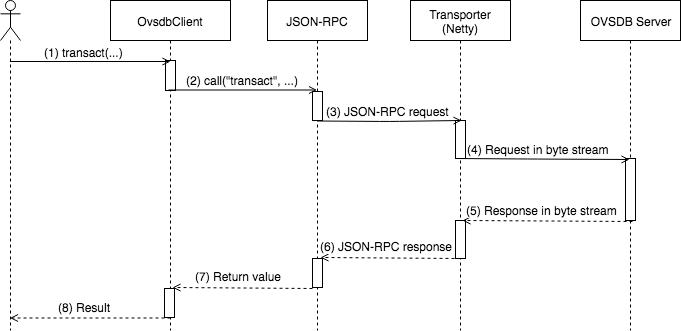 OvsdbClient
JSON-RPC
Transporter
(Netty)
OVSDB Server
(1) transact(...)
(2) call("transact", ...)
(3) JSON-RPC request
(4) Request in byte stream
(5) Response in byte stream
(6) JSON-RPC response
(7) Return value
(8) Result